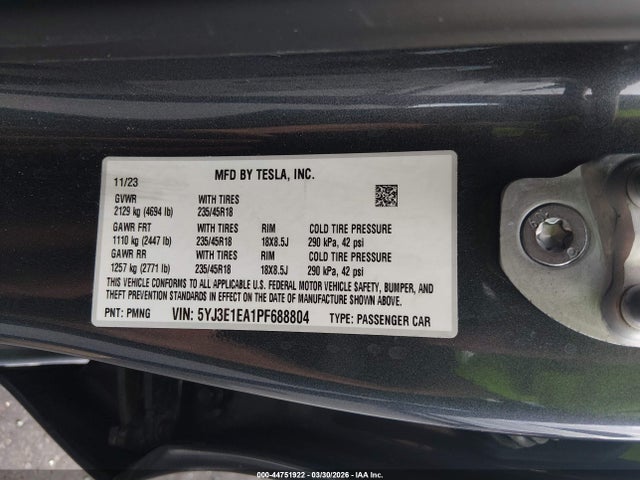 MFD BY TESLA, INC.
11/23
GVWR WITH TIRES
2129 kg (4694 lb) 235/45R18
GAWR FRT WITH TIRES RIM COLD TIRE PRESSURE
1110 kg (2447 lb) 235/45R18 18X8.5J 290 kPa, 42 psi
GAWR RR WITH TIRES RIM COLD TIRE PRESSURE
1257 kg (2771 lb) 235/45R18 18X8.5J 290 kPa, 42 psi
THIS VEHICLE CONFORMS TO ALL APPLICABLE U.S. FEDERAL MOTOR VEHICLE SAFETY, BUMPER, AND
THEFT PREVENTION STANDARDS IN EFFECT ON THE DATE OF MANUFACTURE SHOWN ABOVE.
PNT: PMNG VIN: 5YJ3E1EA1PF688804 TYPE: PASSENGER CAR
000-44751922 - 03/30/2026 - IAA Inc.